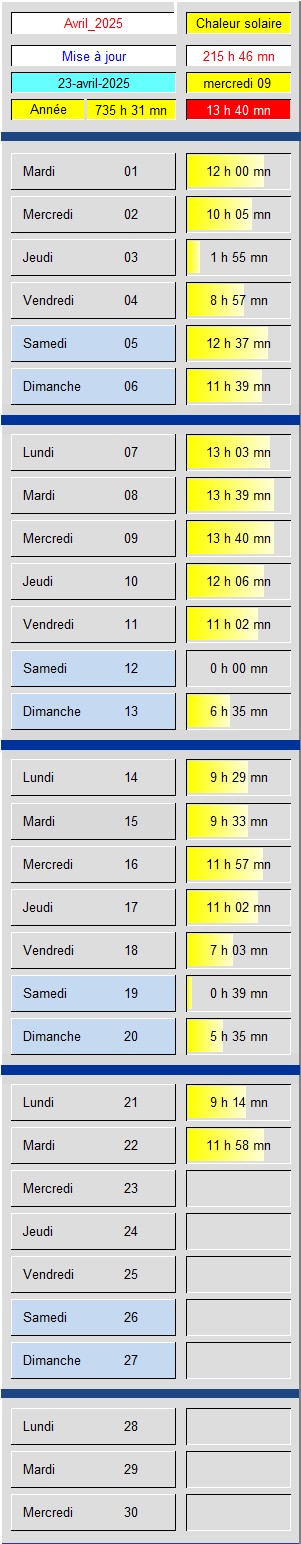 Avril_2025 Chaleur solaire
Mise à jour 215 h 46 mn
23-avril-2025 mercredi 09
Année 735 h 31 mn 13 h 40 mn
Mardi 01 12 h 00 mn
Mercredi 02 10 h 05 mn
Jeudi 03 1 h 55 mn
Vendredi 04 8 h 57 mn
Samedi 05 12 h 37 mn
Dimanche 06 11 h 39 mn
Lundi 07 13 h 03 mn
Mardi 08 13 h 39 mn
Mercredi 09 13 h 40 mn
Jeudi 10 12 h 06 mn
Vendredi 11 11 h 02 mn
Samedi 12 0 h 00 mn
Dimanche 13 6 h 35 mn
Lundi 14 9 h 29 mn
Mardi 15 9 h 33 mn
Mercredi 16 11 h 57 mn
Jeudi 17 11 h 02 mn
Vendredi 18 7 h 03 mn
Samedi 19 0 h 39 mn
Dimanche 20 5 h 35 mn
Lundi 21 9 h 14 mn
Mardi 22 11 h 58 mn
Mercredi 23
Jeudi 24
Vendredi 25
Samedi 26
Dimanche 27
Lundi 28
Mardi 29
Mercredi 30